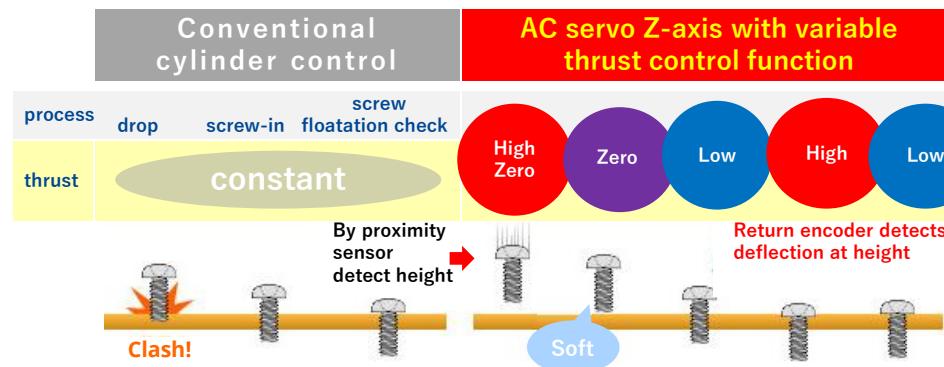 Conventional
cylinder control
AC servo Z-axis with variable
thrust control function
process
drop
screw-in
screw
floatation check
thrust
constant
High
Zero
Zero
Low
High
Low
By proximity
sensor
detect height
Return encoder detects
deflection at height
Clash!
Soft